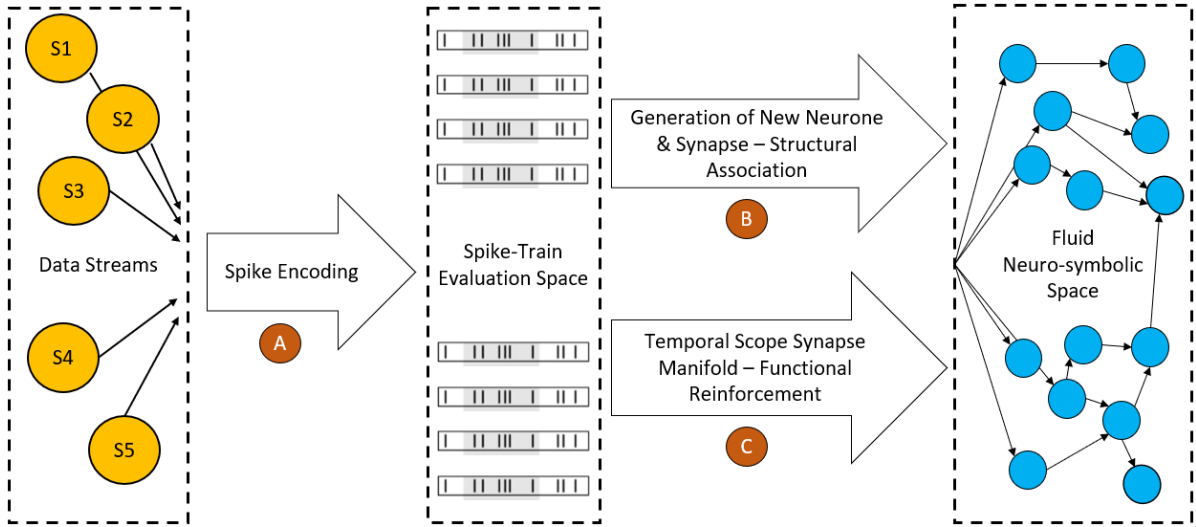 S1
S2
S3
Data Streams
S4
S5
Spike Encoding
A
Spike-Train
Evaluation Space
Generation of New Neurone
& Synapse – Structural
Association
B
Temporal Scope Synapse
Manifold – Functional
Reinforcement
C
Fluid
Neuro-symbolic
Space